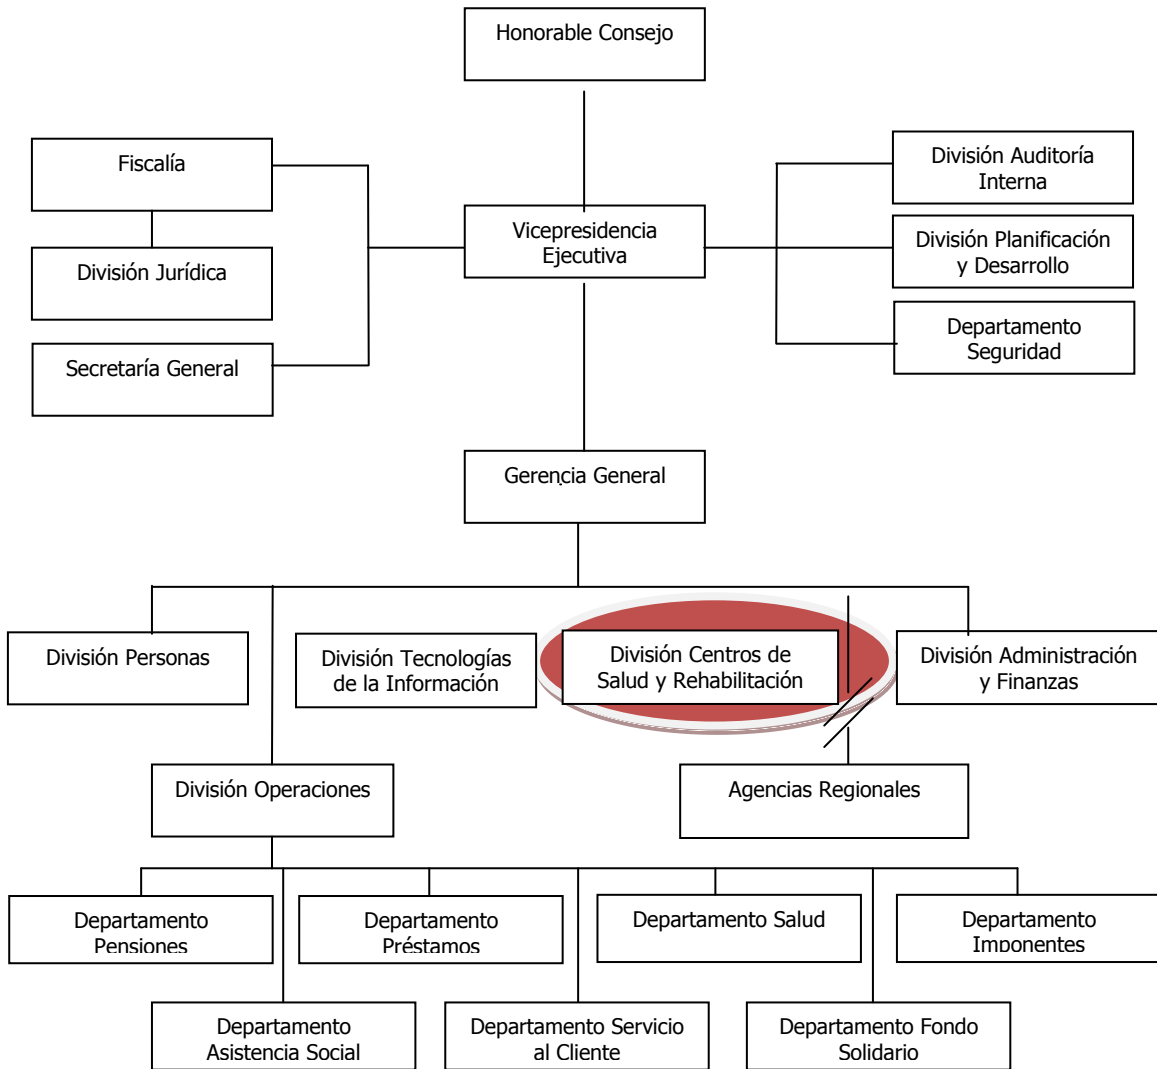 Honorable Consejo
Fiscalía
División Auditoría
Interna
Vicepresidencia
Ejecutiva
División Planificación
y Desarrollo
División Jurídica
Departamento
Seguridad
Secretaría General
Gerencia General
División Personas
División Tecnologías
de la Información
División Centros de
Salud y Rehabilitación
División Administración
y Finanzas
División Operaciones
Agencias Regionales
Departamento
Pensiones
Departamento
Préstamos
Departamento Salud
Departamento
Imponentes
Departamento
Asistencia Social
Departamento Servicio
al Cliente
Departamento Fondo
Solidario